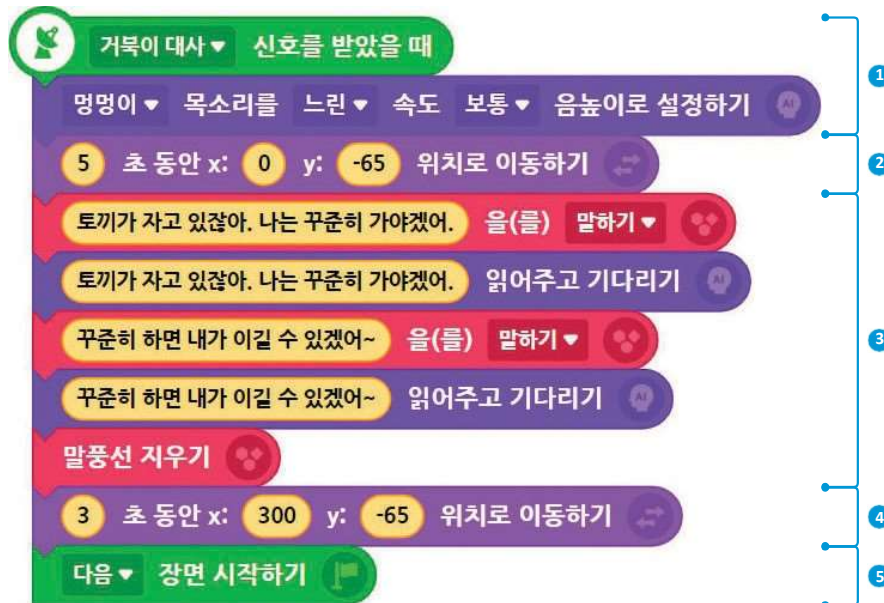 거북이 대사 ▼ 신호를 받았을 때
멍멍이 ▼ 목소리를 느린 ▼ 속도 보통 ▼ 음높이로 설정하기 AI
1
5 초 동안 x: 0 y: -65 위치로 이동하기
2
토끼가 자고 있잖아. 나는 꾸준히 가야겠어. 을(를) 말하기 ▼
토끼가 자고 있잖아. 나는 꾸준히 가야겠어. 읽어주고 기다리기 AI
꾸준히 하면 내가 이길 수 있겠어~ 을(를) 말하기 ▼
3
꾸준히 하면 내가 이길 수 있겠어~ 읽어주고 기다리기 AI
말풍선 지우기
3 초 동안 x: 300 y: -65 위치로 이동하기
4
다음 ▼ 장면 시작하기
5